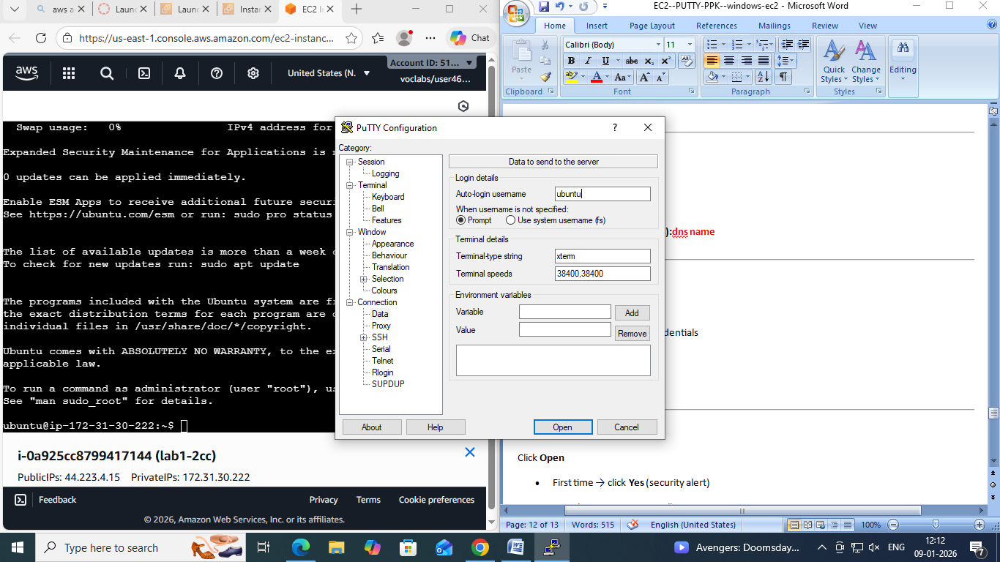 aws a
Launc
Launc
Instar
EC2 In
https://us-east-1.console.aws.amazon.com/ec2-instanc...
Chat
aws
United States (N.
Account ID: 51...
voclabs/user46...
Swap usage: 0% IPv4 address for
Expanded Security Maintenance for Applications is
0 updates can be applied immediately.
Enable ESM Apps to receive additional future securi
See https://ubuntu.com/esm or run: sudo pro status
The list of available updates is more than a week
To check for new updates run: sudo apt update
The programs included with the Ubuntu system are
the exact distribution terms for each program are
individual files in /usr/share/doc/*/copyright.
Ubuntu comes with ABSOLUTELY NO WARRANTY, to the
applicable law.
To run a command as administrator (user "root"),
See "man sudo_root" for details.
ubuntu@ip-172-31-30-222:~$
i-0a925cc8799417144 (lab1-2cc)
PublicIPs: 44.223.4.15 PrivateIPs: 172.31.30.222
Feedback
Privacy
Terms
Cookie preferences
© 2026, Amazon Web Services, Inc. or its affiliates.
PuTTY Configuration
?
Category:
Session
Logging
Terminal
Keyboard
Bell
Features
Window
Appearance
Behaviour
Translation
Selection
Colours
Connection
Data
Proxy
SSH
Serial
Telnet
Rlogin
SUPDUP
Data to send to the server
Login details
Auto-login username
ubuntu
When username is not specified:
Prompt
Use system username (fs)
Terminal details
Terminal-type string
xterm
Terminal speeds
38400,38400
Environment variables
Variable
Add
Value
Remove
About
Help
Open
Cancel
EC2--PUTTY-PPK--windows-ec2 - Microsoft Word
Home
Insert
Page Layout
References
Mailings
Review
View
Paste
Clipboard
Calibri (Body)
11
B I U abc x₂ x² Aa
ab A Aa A A
Font
Paragraph
Quick Styles
Change Styles
Styles
Editing
):dns name
dentials
Click Open
• First time → click Yes (security alert)
Page: 12 of 13
Words: 515
English (United States)
100%
Type here to search
Avengers: Doomsday...
ENG
12:12
09-01-2026
7